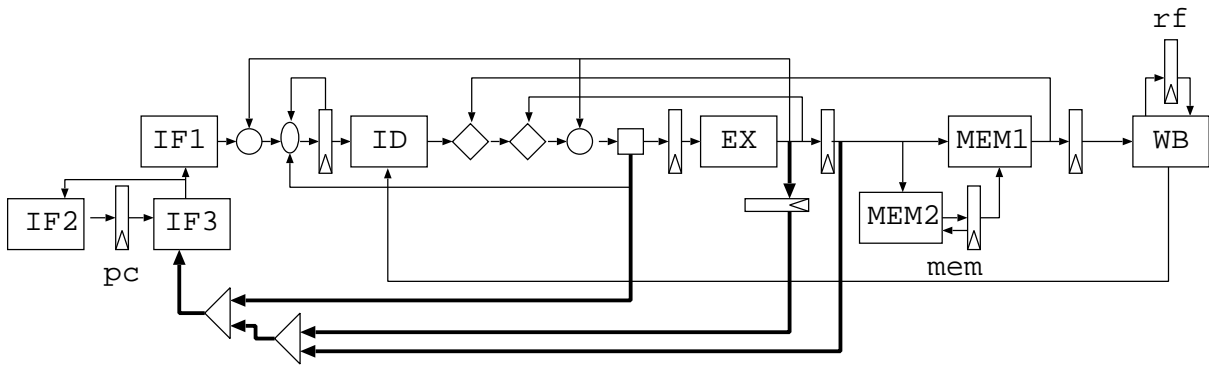 rf
IF1
ID
EX
MEM1
WB
IF2
IF3
MEM2
pc
mem